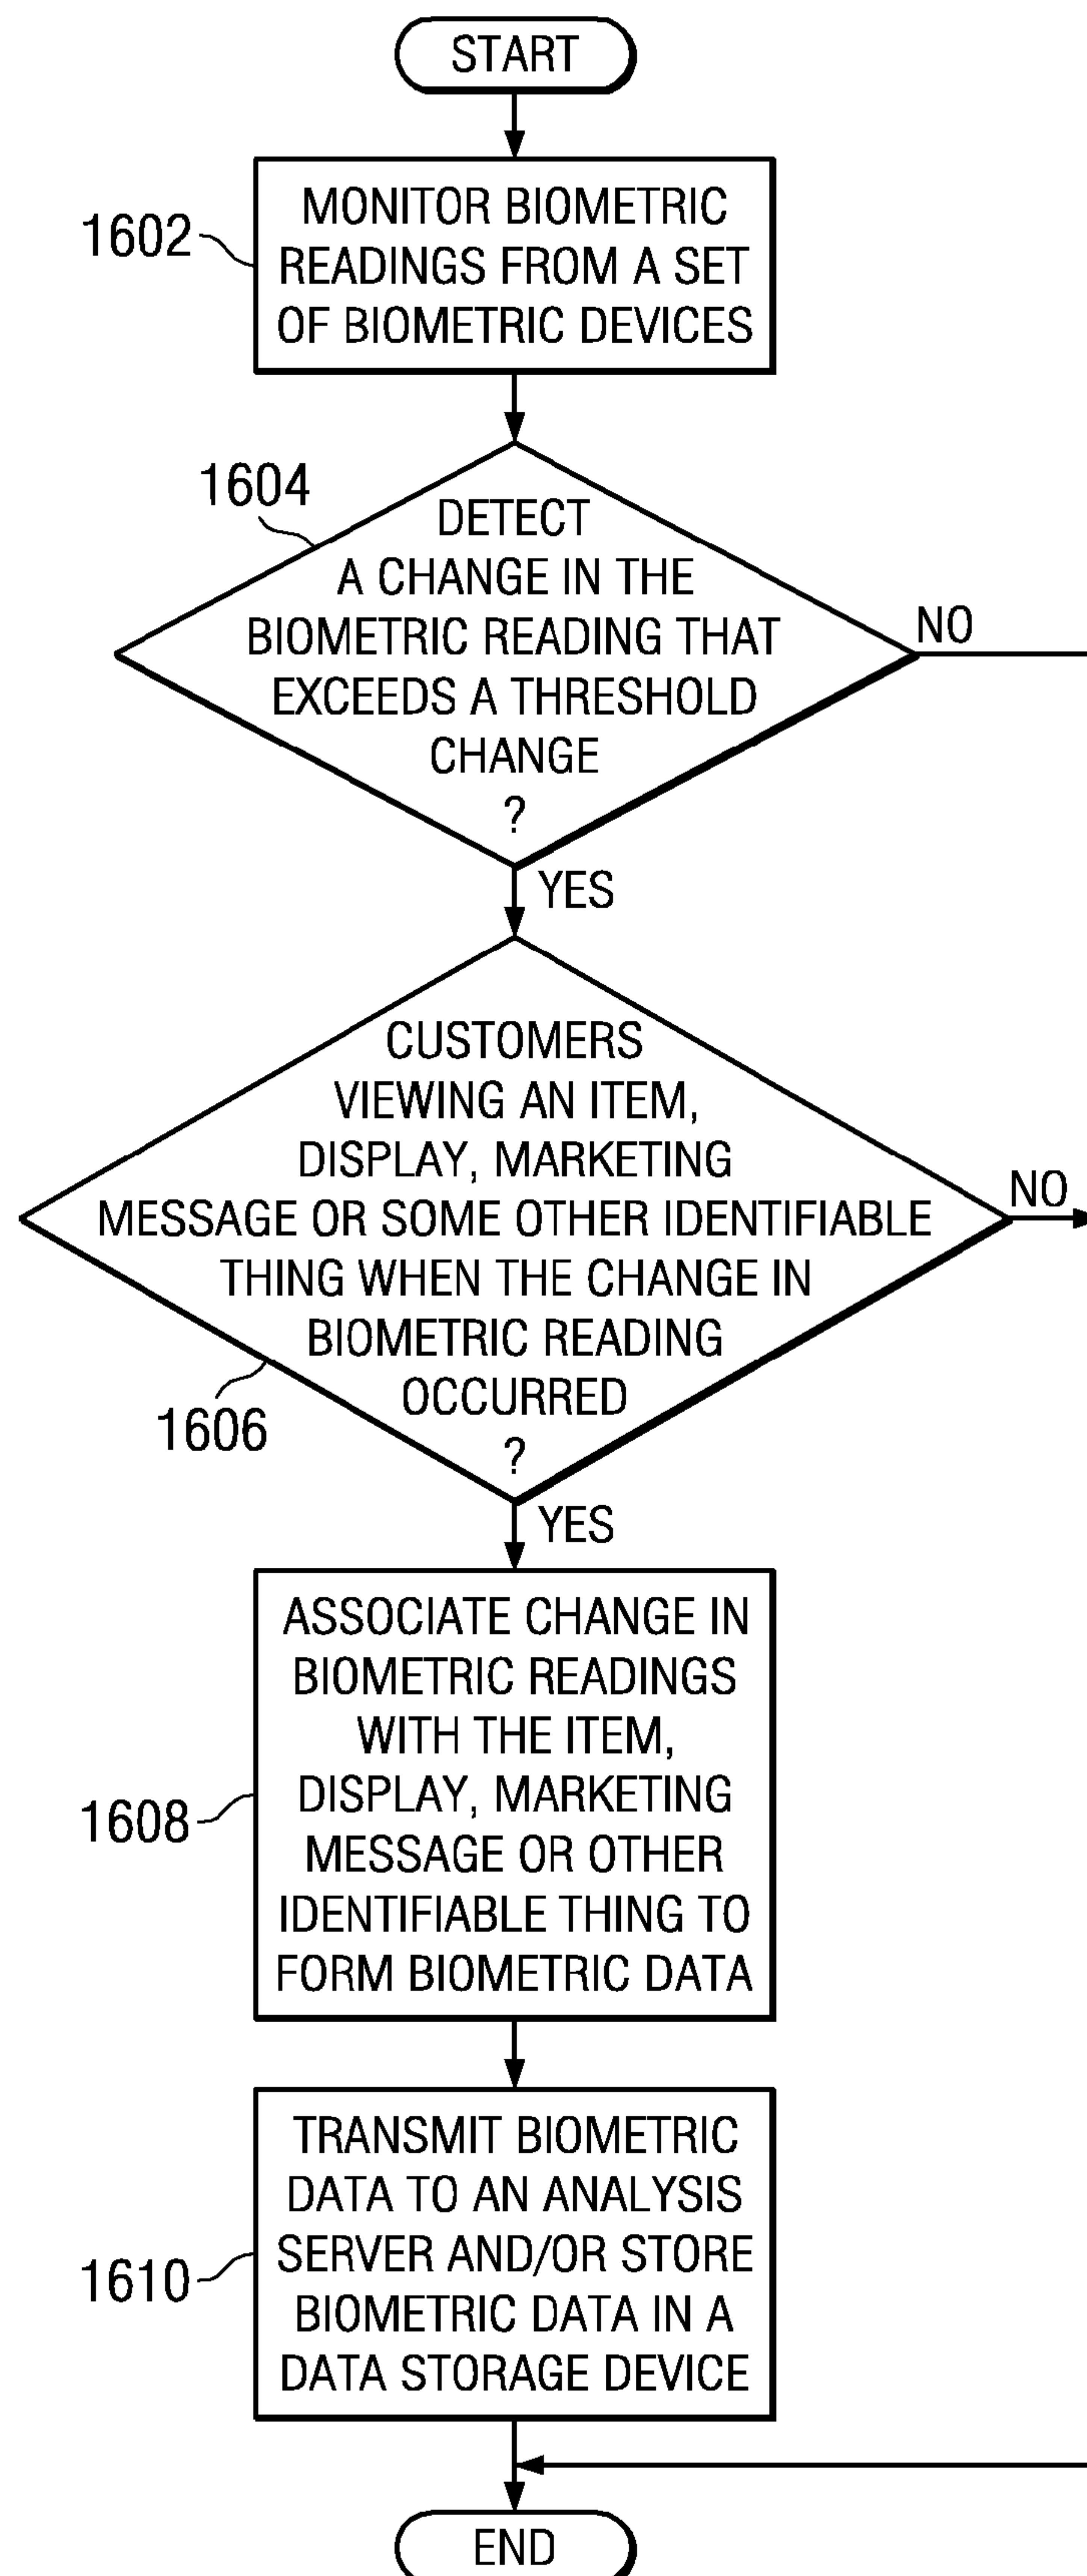 START
1602
MONITOR BIOMETRIC
READINGS FROM A SET
OF BIOMETRIC DEVICES
1604
DETECT
A CHANGE IN THE
BIOMETRIC READING THAT
EXCEEDS A THRESHOLD
CHANGE
?
NO
YES
CUSTOMERS
VIEWING AN ITEM,
DISPLAY, MARKETING
MESSAGE OR SOME OTHER IDENTIFIABLE
THING WHEN THE CHANGE IN
BIOMETRIC READING
OCCURRED
?
NO
1606
YES
1608
ASSOCIATE CHANGE IN
BIOMETRIC READINGS
WITH THE ITEM,
DISPLAY, MARKETING
MESSAGE OR OTHER
IDENTIFIABLE THING TO
FORM BIOMETRIC DATA
1610
TRANSMIT BIOMETRIC
DATA TO AN ANALYSIS
SERVER AND/OR STORE
BIOMETRIC DATA IN A
DATA STORAGE DEVICE
END